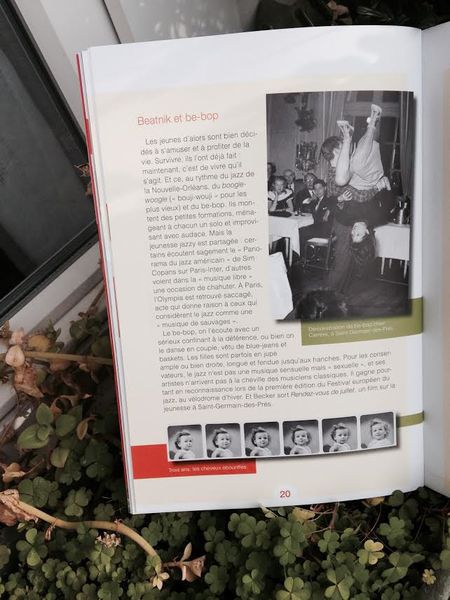 Beatnik et be-bop
Les jeunes d'alors sont bien déci-
dés à s'amuser et à profiter de la
vie. Survivre, ils l'ont déjà fait :
maintenant, c'est de vivre qu'il
s'agit. Et ce, au rythme du jazz de
la Nouvelle-Orléans, du boogie-
woogie (« bouji-wouji » pour les
plus vieux) et du be-bop. Ils mon-
tent des petites formations, ména-
geant à chacun un solo et improvi-
sant avec audace. Mais la
jeunesse jazzy est partagée : cer-
tains écoutent sagement le « Pano-
rama du jazz américain » de Sim
Copans sur Paris-Inter, d'autres
voient dans la « musique libre »
une occasion de chahuter. À Paris,
l'Olympia est retrouvé saccagé,
acte qui donne raison à ceux qui
considèrent le jazz comme une
« musique de sauvages ».
Le be-bop, on l'écoute avec un
sérieux confinant à la déférence, ou bien on
le danse en couple, vêtu de blue-jeans et
baskets. Les filles sont parfois en jupe
ample ou bien droite, longue et fendue jusqu'aux hanches. Pour les conser-
vateurs, le jazz n'est pas une musique sensuelle mais « sexuelle », et ses
artistes n'arrivent pas à la cheville des musiciens classiques. Il gagne pour-
tant en reconnaissance lors de la première édition du Festival européen du
jazz, au vélodrome d'hiver. Et Becker sort Rendez-vous de juillet, un film sur la
jeunesse à Saint-Germain-des-Prés.
Démonstration de be-bop chez
Carrère, à Saint-Germain-des-Prés.
Trois ans, les cheveux ébouriffés.
20